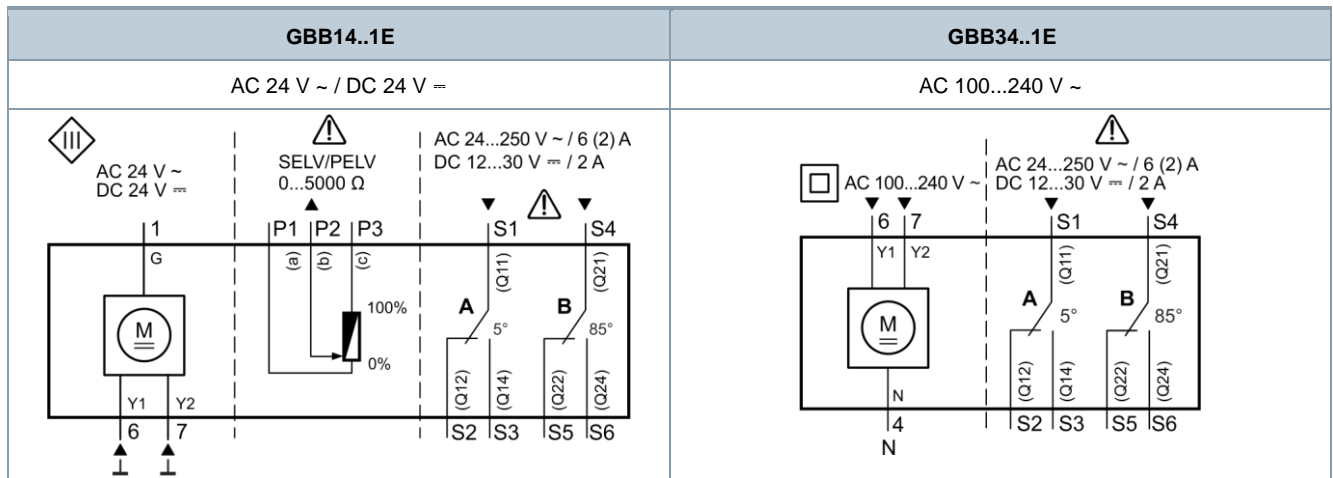 GBB14..1E
GBB34..1E
AC 24 V ~ / DC 24 V ⎓
AC 100...240 V ~
III
AC 24 V ~
DC 24 V ⎓
SELV/PELV
0...5000 Ω
AC 24...250 V ~ / 6 (2) A
DC 12...30 V ⎓ / 2 A
1
P1 P2 P3
S1 S4
G
(a) (b) (c)
(Q11) (Q21)
M
100%
0%
A 5° B 85°
Y1 Y2
(Q12) (Q14) (Q22) (Q24)
6 7
S2 S3 S5 S6
AC 100...240 V ~
AC 24...250 V ~ / 6 (2) A
DC 12...30 V ⎓ / 2 A
6 7
S1 S4
Y1 Y2
(Q11) (Q21)
M
A 5° B 85°
N
(Q12) (Q14) (Q22) (Q24)
4
S2 S3 S5 S6
N